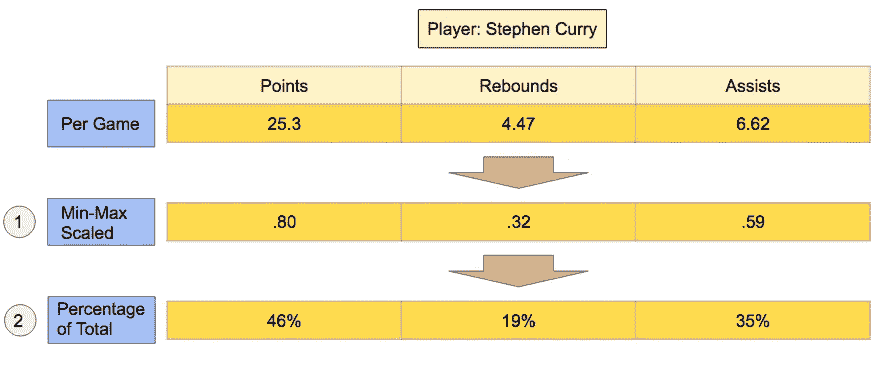 Player: Stephen Curry
Points Rebounds Assists
Per Game 25.3 4.47 6.62
1 Min-Max
Scaled .80 .32 .59
2 Percentage
of Total 46% 19% 35%